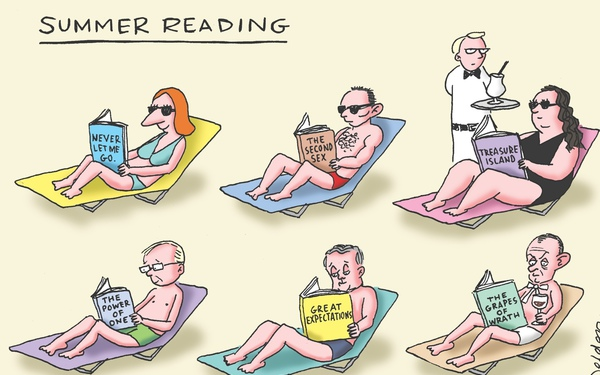 SUMMER READING
NEVER
LET ME
GO.
THE
SECOND
SEX
TREASURE
ISLAND
THE
POWER
OF
ONE
GREAT
EXPECTATIONS
THE
GRAPES
OF
WRATH